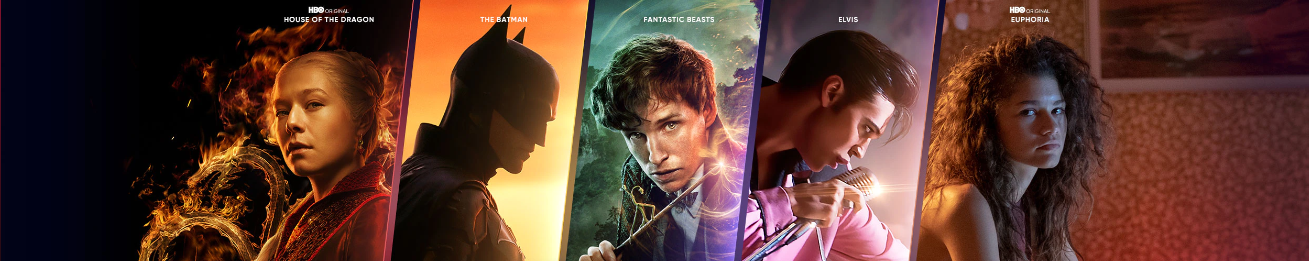 HBO ORIGINAL
HOUSE OF THE DRAGON
THE BATMAN
FANTASTIC BEASTS
ELVIS
HBO ORIGINAL
EUPHORIA